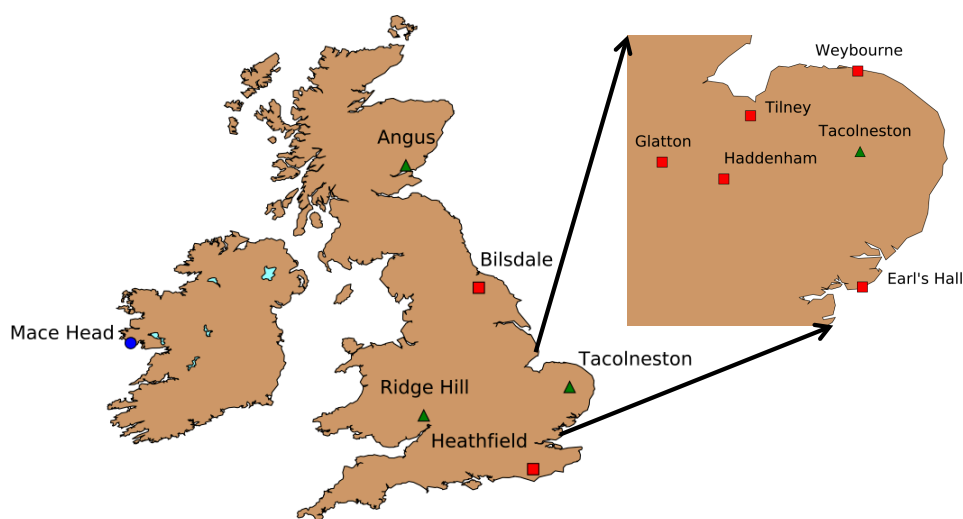 Weybourne
Tilney
Tacolneston
Glatton
Haddenham
Earl's Hall
Angus
Bilsdale
Mace Head
Tacolneston
Ridge Hill
Heathfield